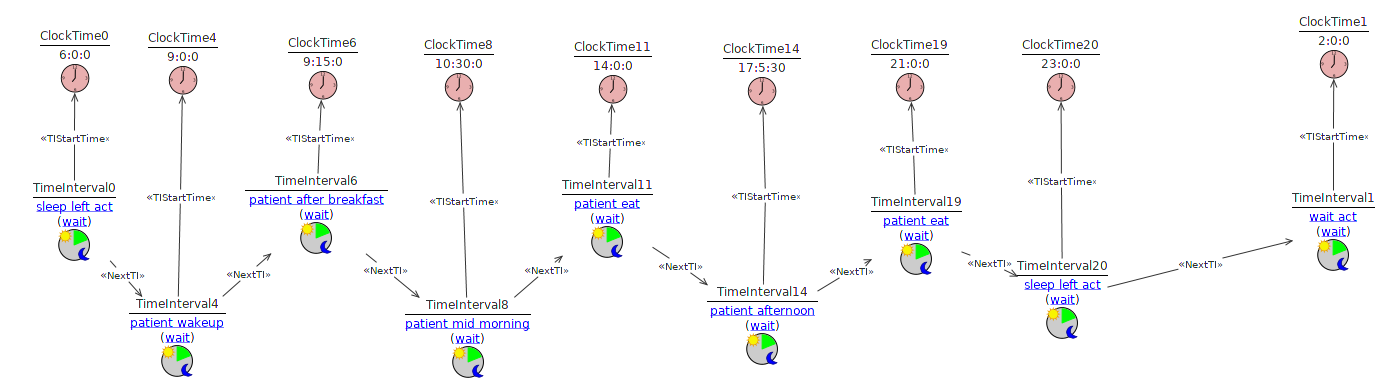 ClockTime0
6:0:0
«TIStartTime»
TimeInterval0
sleep left act
(wait)
«NextTI»
ClockTime4
9:0:0
«TIStartTime»
TimeInterval4
patient wakeup
(wait)
«NextTI»
ClockTime6
9:15:0
«TIStartTime»
TimeInterval6
patient after breakfast
(wait)
«NextTI»
ClockTime8
10:30:0
«TIStartTime»
TimeInterval8
patient mid morning
(wait)
«NextTI»
ClockTime11
14:0:0
«TIStartTime»
TimeInterval11
patient eat
(wait)
«NextTI»
ClockTime14
17:5:30
«TIStartTime»
TimeInterval14
patient afternoon
(wait)
«NextTI»
ClockTime19
21:0:0
«TIStartTime»
TimeInterval19
patient eat
(wait)
«NextTI»
ClockTime20
23:0:0
«TIStartTime»
TimeInterval20
sleep left act
(wait)
«NextTI»
ClockTime1
2:0:0
«TIStartTime»
TimeInterval1
wait act
(wait)